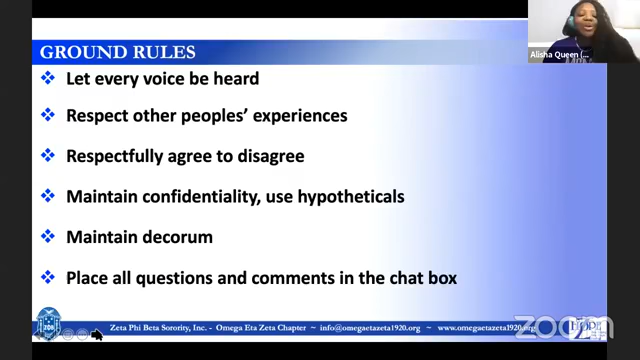 GROUND RULES
Alisha Queen (...
Let every voice be heard
Respect other peoples' experiences
Respectfully agree to disagree
Maintain confidentiality, use hypotheticals
Maintain decorum
Place all questions and comments in the chat box
ZΦB
Zeta Phi Beta Sorority, Inc. - Omega Eta Zeta Chapter ~ info@omegaetazeta1920.org ~ www.omegaetazeta1920.org
HOPE
zoom